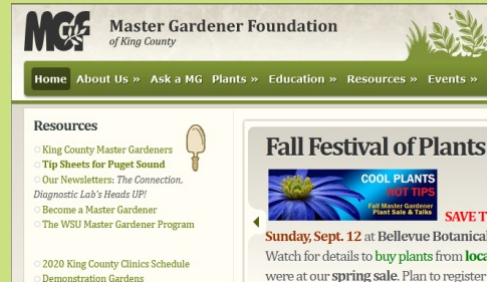 MGF Master Gardener Foundation
of King County
Home About Us » Ask a MG Plants » Education » Resources » Events »
Resources
King County Master Gardeners
Tip Sheets for Puget Sound
Our Newsletters: The Connection,
Diagnostic Lab's Heads UP!
Become a Master Gardener
The WSU Master Gardener Program
2020 King County Clinics Schedule
Demonstration Gardens
Fall Festival of Plants
COOL PLANTS
HOT TIPS
Fall Master Gardener
Plant Sale & Talks
SAVE T
Sunday, Sept. 12 at Bellevue Botanical
Watch for details to buy plants from loca
were at our spring sale. Plan to register